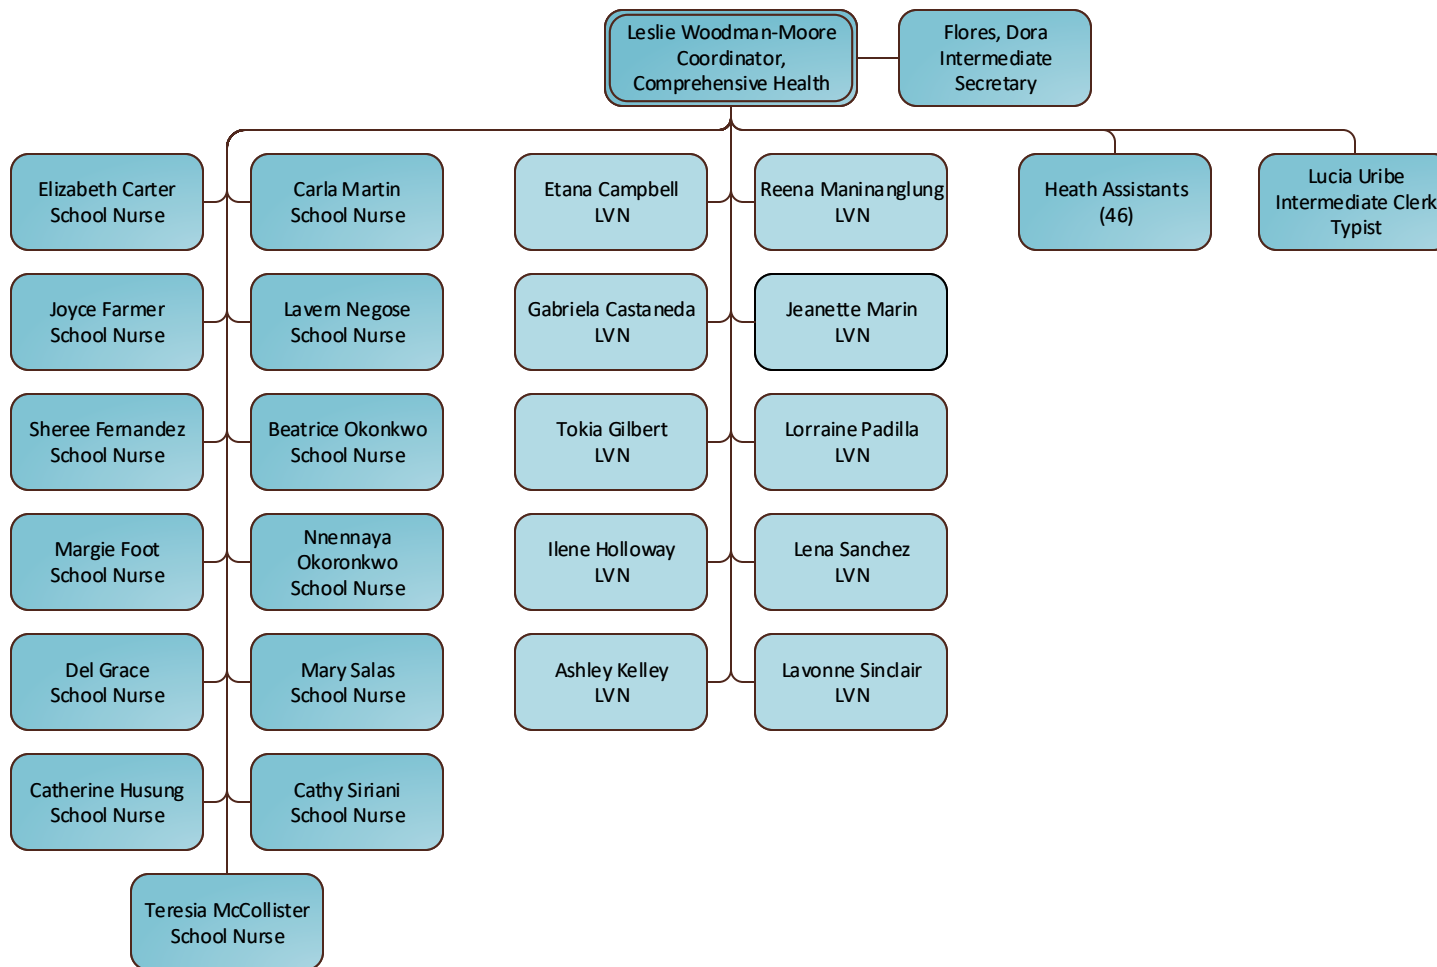 Leslie Woodman-Moore
Coordinator,
Comprehensive Health
Flores, Dora
Intermediate
Secretary
Elizabeth Carter
School Nurse
Carla Martin
School Nurse
Etana Campbell
LVN
Reena Maninanglung
LVN
Heath Assistants
(46)
Lucia Uribe
Intermediate Clerk
Typist
Joyce Farmer
School Nurse
Lavern Negose
School Nurse
Gabriela Castaneda
LVN
Jeanette Marin
LVN
Sheree Fernandez
School Nurse
Beatrice Okonkwo
School Nurse
Tokia Gilbert
LVN
Lorraine Padilla
LVN
Margie Foot
School Nurse
Nnennaya
Okoronkwo
School Nurse
Ilene Holloway
LVN
Lena Sanchez
LVN
Del Grace
School Nurse
Mary Salas
School Nurse
Ashley Kelley
LVN
Lavonne Sinclair
LVN
Catherine Husung
School Nurse
Cathy Siriani
School Nurse
Teresia McCollister
School Nurse